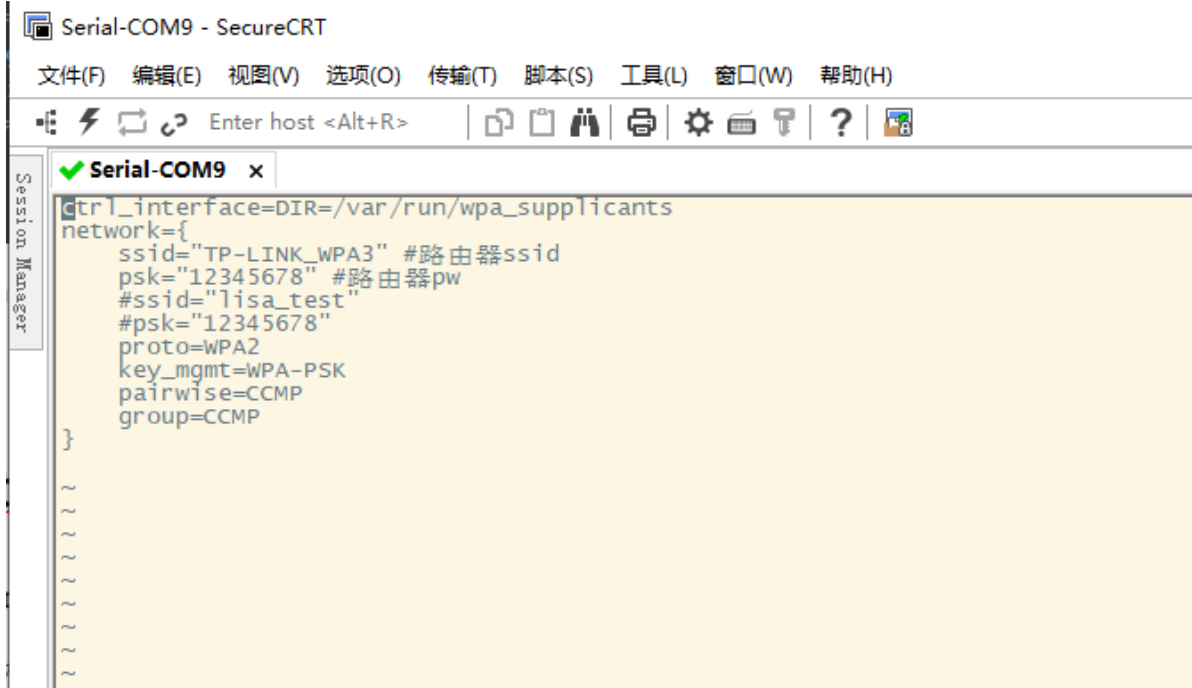 Serial-COM9 - SecureCRT
文件(F) 编辑(E) 视图(V) 选项(O) 传输(T) 脚本(S) 工具(L) 窗口(W) 帮助(H)
Enter host <Alt+R>
Session Manager
Serial-COM9 x
ctrl_interface=DIR=/var/run/wpa_supplicants
network={
    ssid="TP-LINK_WPA3" #路由器ssid
    psk="12345678" #路由器pw
    #ssid="lisa_test"
    #psk="12345678"
    proto=WPA2
    key_mgmt=WPA-PSK
    pairwise=CCMP
    group=CCMP
}
~
~
~
~
~
~
~
~
~